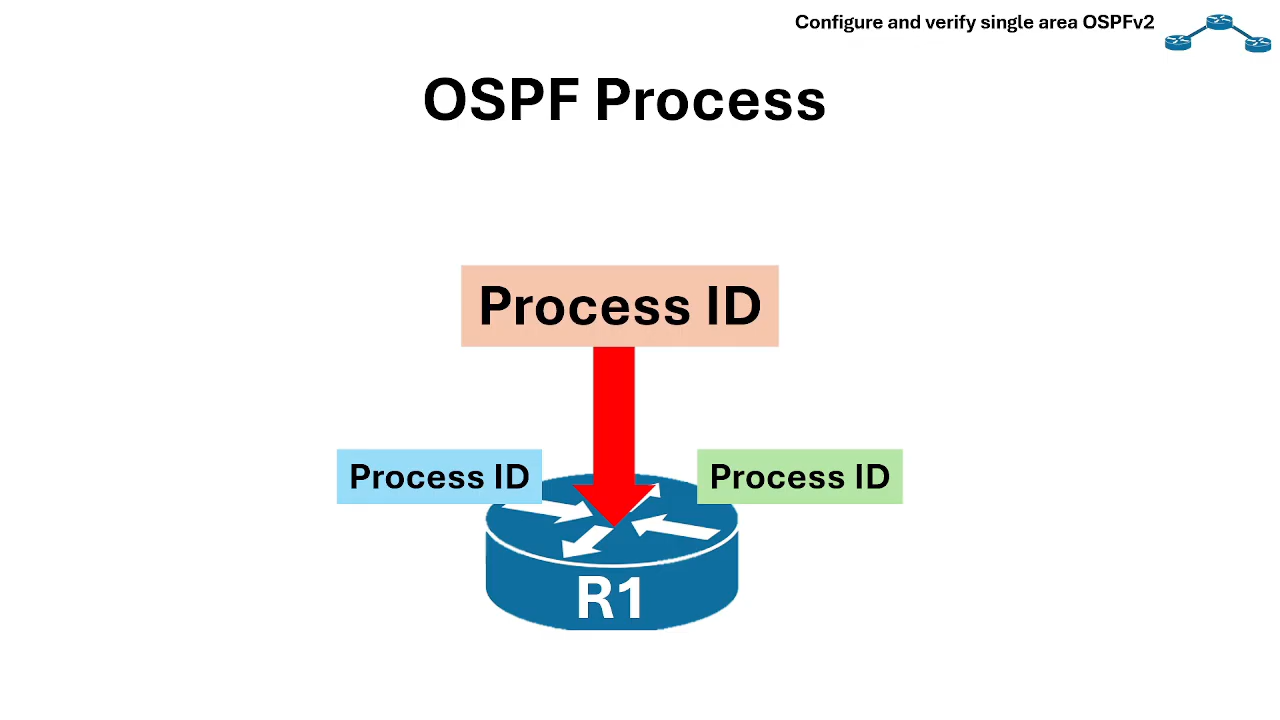 Configure and verify single area OSPFv2
OSPF Process
Process ID
Process ID
Process ID
R1